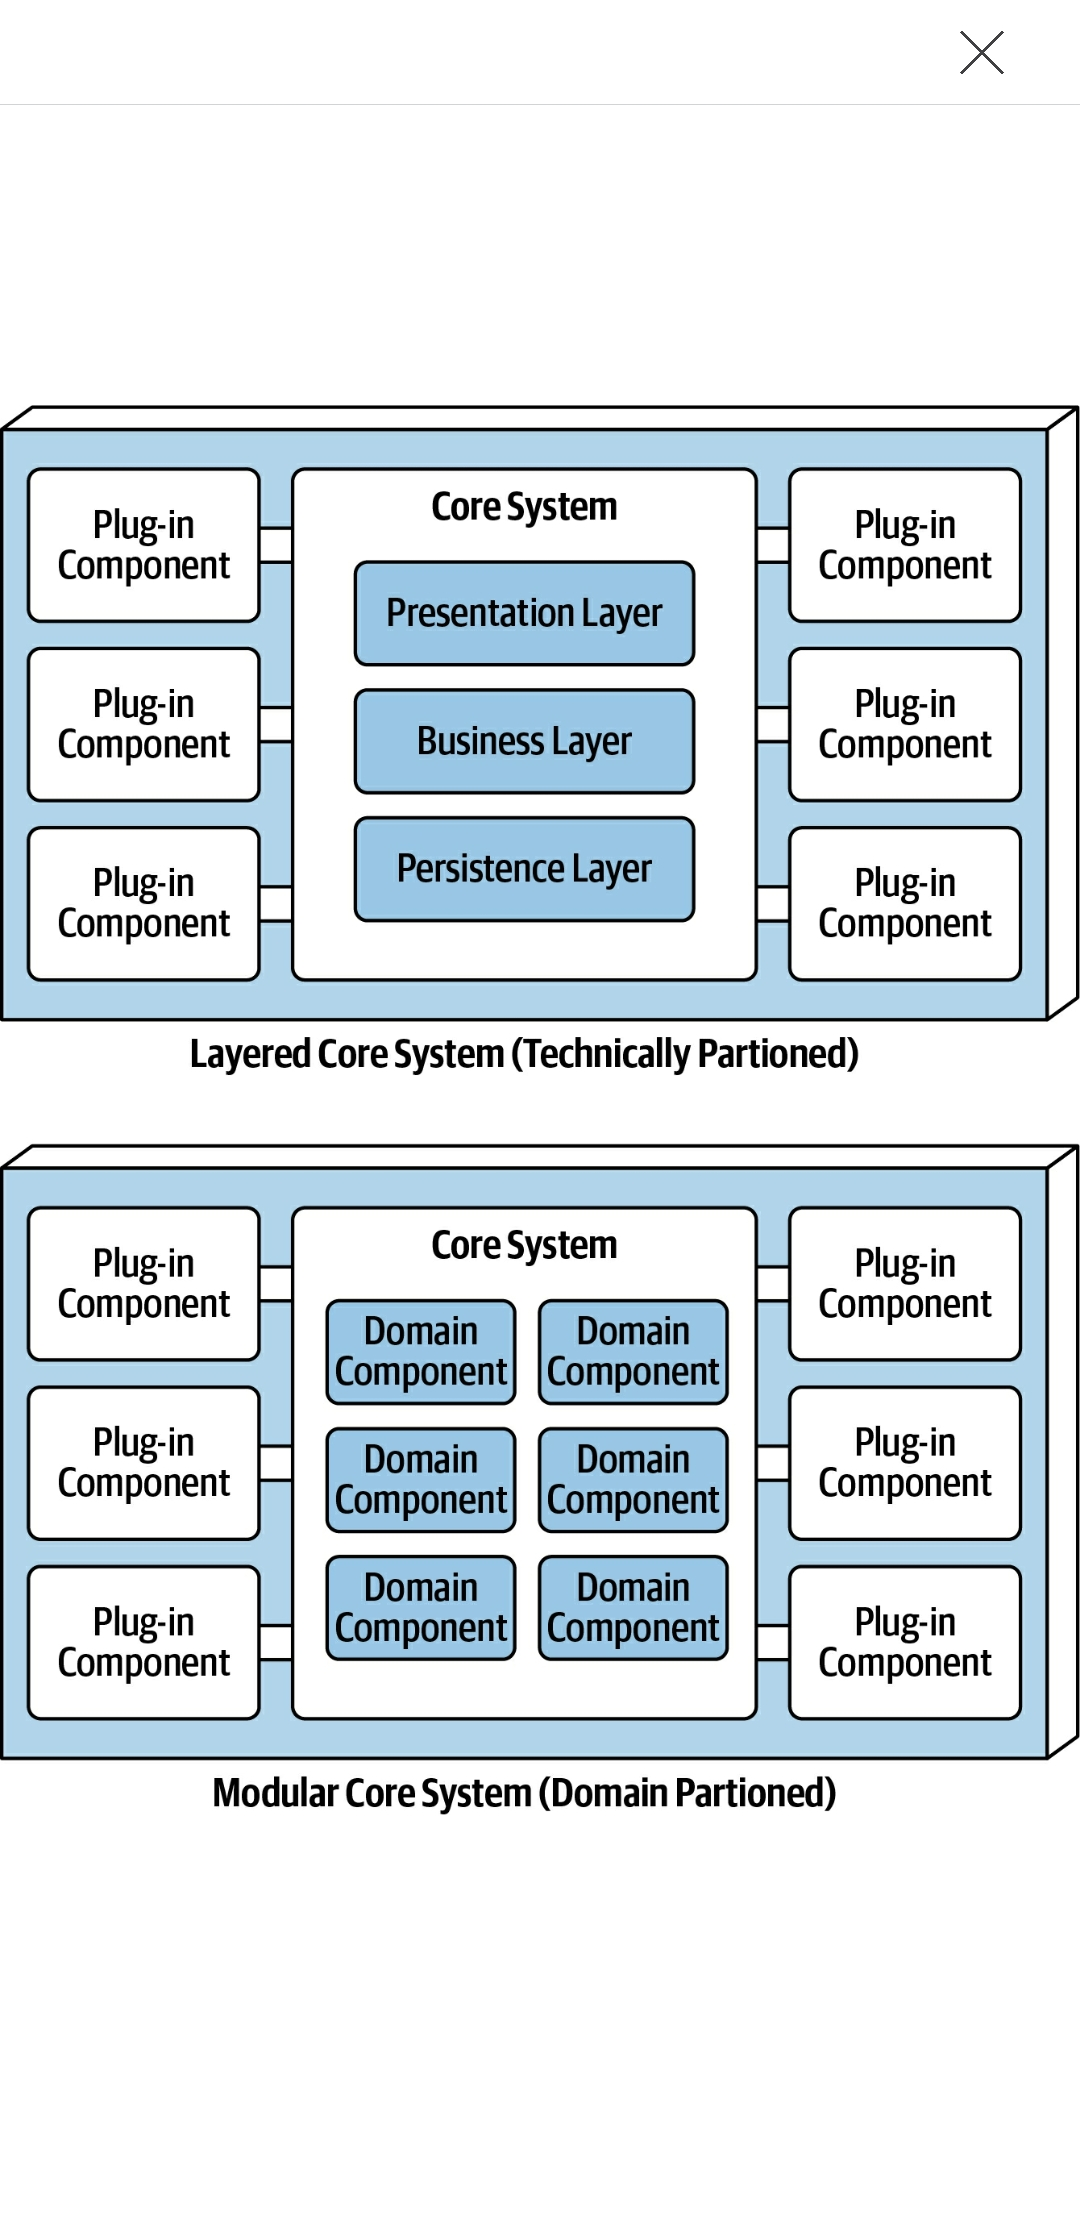 Plug-in
Component
Core System
Plug-in
Component
Presentation Layer
Plug-in
Component
Business Layer
Plug-in
Component
Plug-in
Component
Persistence Layer
Plug-in
Component
Layered Core System (Technically Partioned)
Plug-in
Component
Core System
Plug-in
Component
Domain
Component
Domain
Component
Plug-in
Component
Domain
Component
Domain
Component
Plug-in
Component
Plug-in
Component
Domain
Component
Domain
Component
Plug-in
Component
Modular Core System (Domain Partioned)